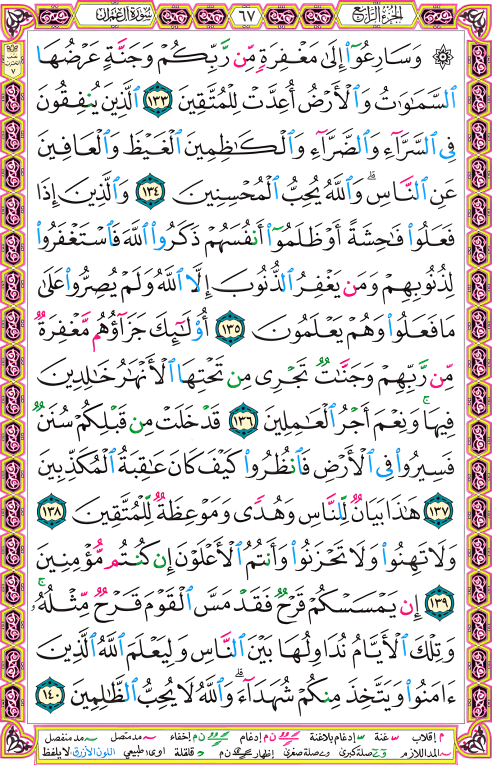 الجزء الرابع ٦٧ سورة آل عمران
۞ وَسَارِعُوٓا۟ إِلَىٰ مَغْفِرَةٍ مِّن رَّبِّكُمْ وَجَنَّةٍ عَرْضُهَا
ٱلسَّمَٰوَٰتُ وَٱلْأَرْضُ أُعِدَّتْ لِلْمُتَّقِينَ ١٣٣ ٱلَّذِينَ يُنفِقُونَ
فِى ٱلسَّرَّآءِ وَٱلضَّرَّآءِ وَٱلْكَٰظِمِينَ ٱلْغَيْظَ وَٱلْعَافِينَ
عَنِ ٱلنَّاسِ ۗ وَٱللَّهُ يُحِبُّ ٱلْمُحْسِنِينَ ١٣٤ وَٱلَّذِينَ إِذَا
فَعَلُوا۟ فَٰحِشَةً أَوْ ظَلَمُوٓا۟ أَنفُسَهُمْ ذَكَرُوا۟ ٱللَّهَ فَٱسْتَغْفَرُوا۟
لِذُنُوبِهِمْ وَمَن يَغْفِرُ ٱلذُّنُوبَ إِلَّا ٱللَّهُ وَلَمْ يُصِرُّوا۟ عَلَىٰ
مَا فَعَلُوا۟ وَهُمْ يَعْلَمُونَ ١٣٥ أُو۟لَٰٓئِكَ جَزَآؤُهُم مَّغْفِرَةٌ
مِّن رَّبِّهِمْ وَجَنَّٰتٌ تَجْرِى مِن تَحْتِهَا ٱلْأَنْهَٰرُ خَٰلِدِينَ
فِيهَا ۚ وَنِعْمَ أَجْرُ ٱلْعَٰمِلِينَ ١٣٦ قَدْ خَلَتْ مِن قَبْلِكُمْ سُنَنٌ
فَسِيرُوا۟ فِى ٱلْأَرْضِ فَٱنظُرُوا۟ كَيْفَ كَانَ عَٰقِبَةُ ٱلْمُكَذِّبِينَ
١٣٧ هَٰذَا بَيَانٌ لِّلنَّاسِ وَهُدًى وَمَوْعِظَةٌ لِّلْمُتَّقِينَ ١٣٨
وَلَا تَهِنُوا۟ وَلَا تَحْزَنُوا۟ وَأَنتُمُ ٱلْأَعْلَوْنَ إِن كُنتُم مُّؤْمِنِينَ
١٣٩ إِن يَمْسَسْكُمْ قَرْحٌ فَقَدْ مَسَّ ٱلْقَوْمَ قَرْحٌ مِّثْلُهُۥ ۚ
وَتِلْكَ ٱلْأَيَّامُ نُدَاوِلُهَا بَيْنَ ٱلنَّاسِ وَلِيَعْلَمَ ٱللَّهُ ٱلَّذِينَ
ءَامَنُوا۟ وَيَتَّخِذَ مِنكُمْ شُهَدَآءَ ۗ وَٱللَّهُ لَا يُحِبُّ ٱلظَّٰلِمِينَ ١٤٠
م إقلاب غنة إدغام بلاغنة ن م إدغام ن م إخفاء مد متصل مد منفصل
المد اللازم صلة كبرى صلة صغرى إظهار ن م قلقلة اوى: طبيعي اللون الأزرق: لا يلفظ